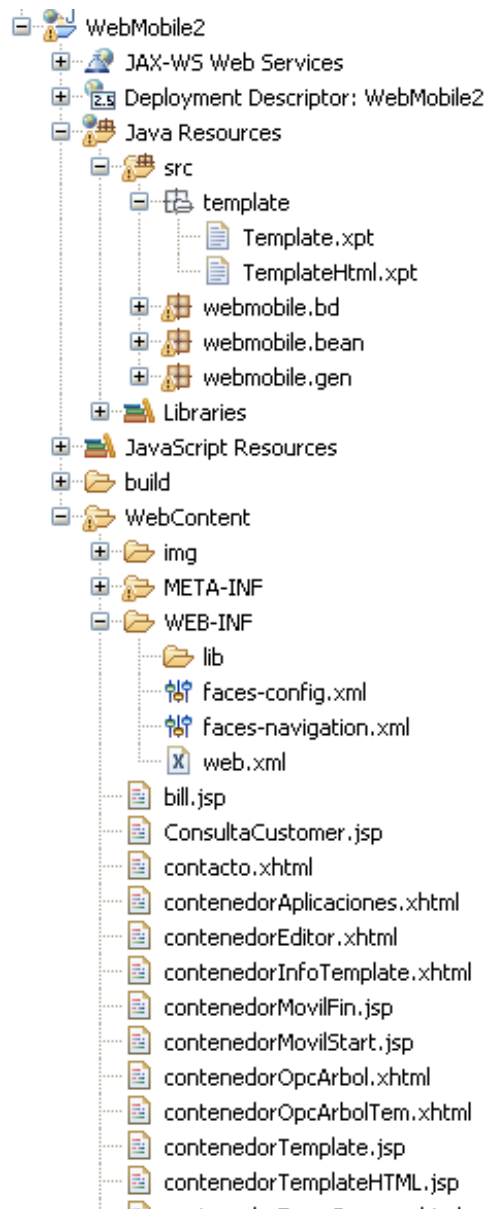 WebMobile2
JAX-WS Web Services
2.5 Deployment Descriptor: WebMobile2
Java Resources
src
template
Template.xpt
TemplateHtml.xpt
webmobile.bd
webmobile.bean
webmobile.gen
Libraries
JavaScript Resources
build
WebContent
img
META-INF
WEB-INF
lib
faces-config.xml
faces-navigation.xml
X web.xml
bill.jsp
ConsultaCustomer.jsp
contacto.xhtml
contenedorAplicaciones.xhtml
contenedorEditor.xhtml
contenedorInfoTemplate.xhtml
contenedorMovilFin.jsp
contenedorMovilStart.jsp
contenedorOpcArbol.xhtml
contenedorOpcArbolTem.xhtml
contenedorTemplate.jsp
contenedorTemplateHTML.jsp